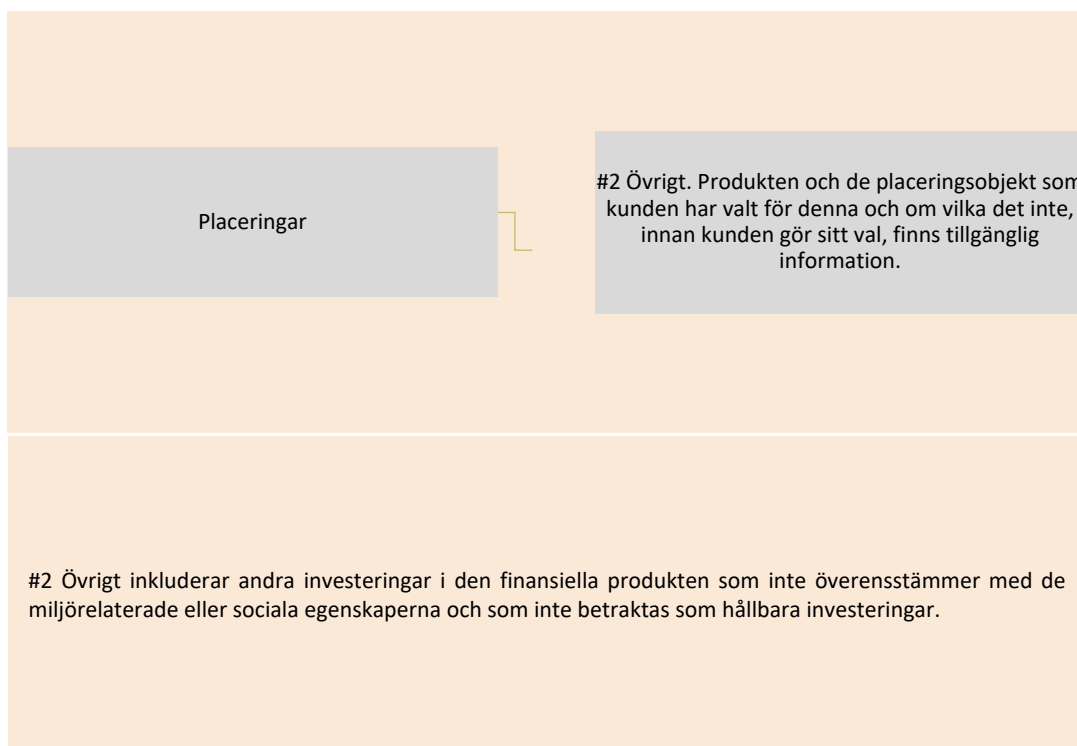 Placeringar
#2 Övrigt. Produkten och de placeringsobjekt som
kunden har valt för denna och om vilka det inte,
innan kunden gör sitt val, finns tillgänglig
information.
#2 Övrigt inkluderar andra investeringar i den finansiella produkten som inte överensstämmer med de
miljörelaterade eller sociala egenskaperna och som inte betraktas som hållbara investeringar.